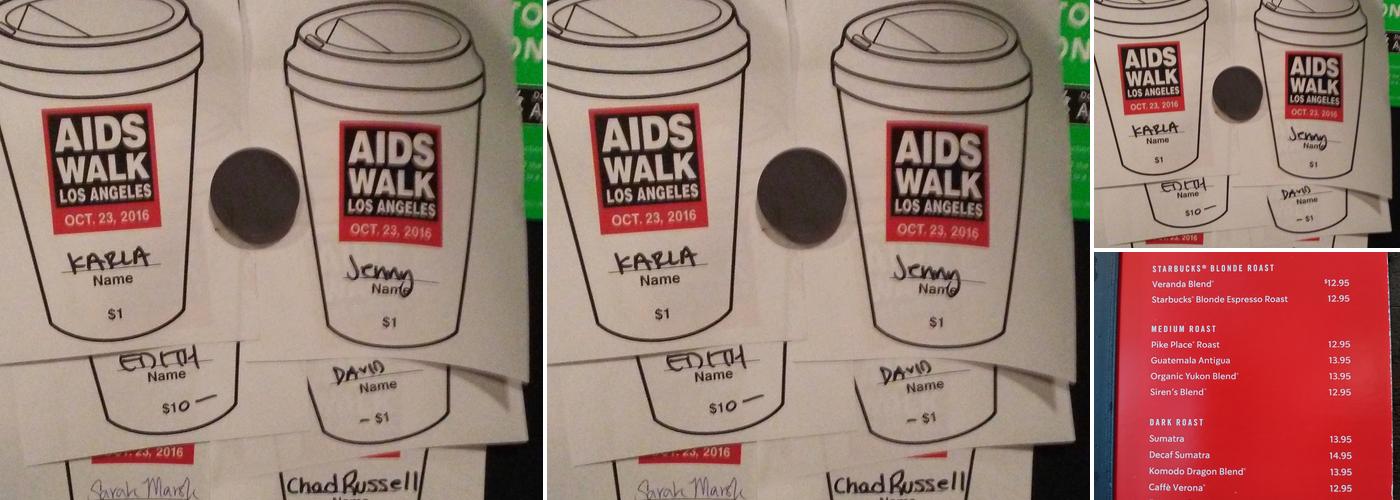 AIDS
WALK
LOS ANGELES
OCT. 23, 2016
KARLA
Name
$1
AIDS
WALK
LOS ANGELES
OCT. 23, 2016
Jenny
Name
$1
EDITH
Name
$10 —
DAVID
Name
– $1
23, 2016
Sarah
Chad Russell
AIDS
WALK
LOS ANGELES
OCT. 23, 2016
KARLA
Name
$1
AIDS
WALK
LOS ANGELES
OCT. 23, 2016
Jenny
Name
$1
EDITH
Name
$10 —
DAVID
Name
– $1
23, 2016
Sarah
Chad Russell
AIDS
WALK
LOS ANGELES
OCT. 23, 2016
KARLA
Name
$1
AIDS
WALK
LOS ANGELES
OCT. 23, 2016
Jenny
Name
$1
EDITH
Name
$10 —
DAVID
Name
– $1
STARBUCKS® BLONDE ROAST
Veranda Blend® $12.95
Starbucks® Blonde Espresso Roast 12.95
MEDIUM ROAST
Pike Place® Roast 12.95
Guatemala Antigua 13.95
Organic Yukon Blend® 13.95
Siren's Blend® 12.95
DARK ROAST
Sumatra 13.95
Decaf Sumatra 14.95
Komodo Dragon Blend® 13.95
Caffè Verona® 12.95